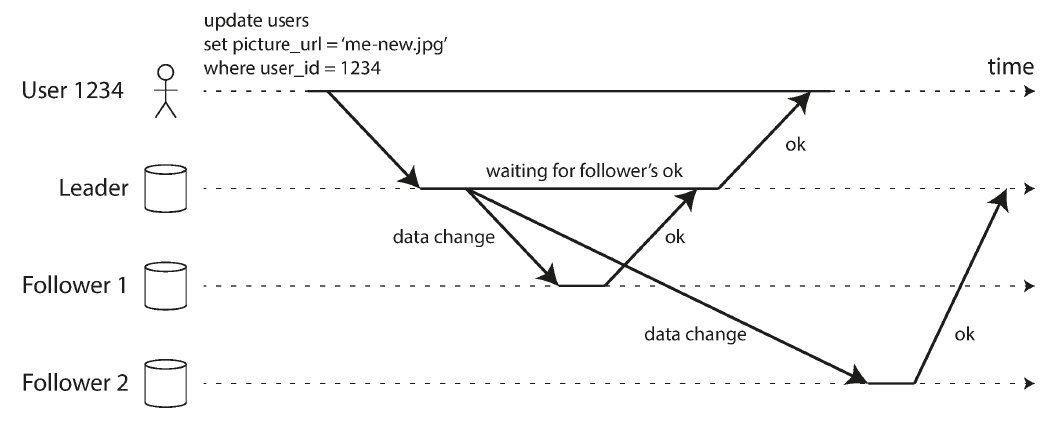 update users
set picture_url = ‘me-new.jpg’
where user_id = 1234
time
User 1234
ok
waiting for follower’s ok
Leader
data change
ok
Follower 1
data change
ok
Follower 2